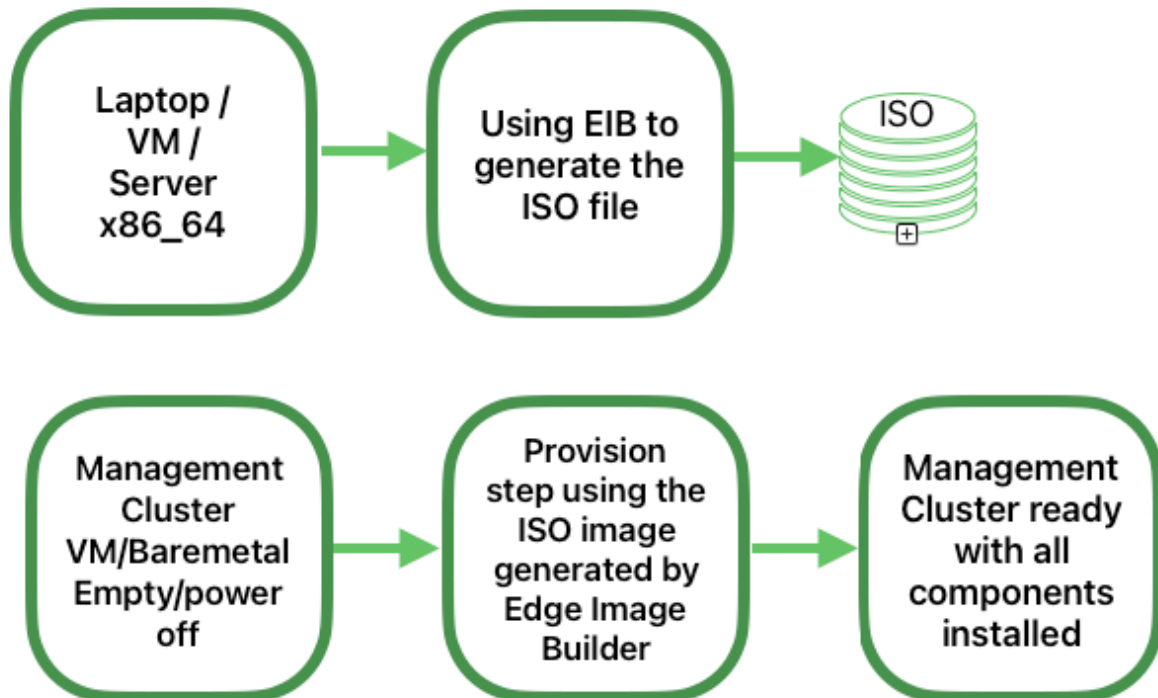 Laptop /
VM /
Server
x86_64
Using EIB to
generate the
ISO file
ISO
Management
Cluster
VM/Baremetal
Empty/power
off
Provision
step using the
ISO image
generated by
Edge Image
Builder
Management
Cluster ready
with all
components
installed